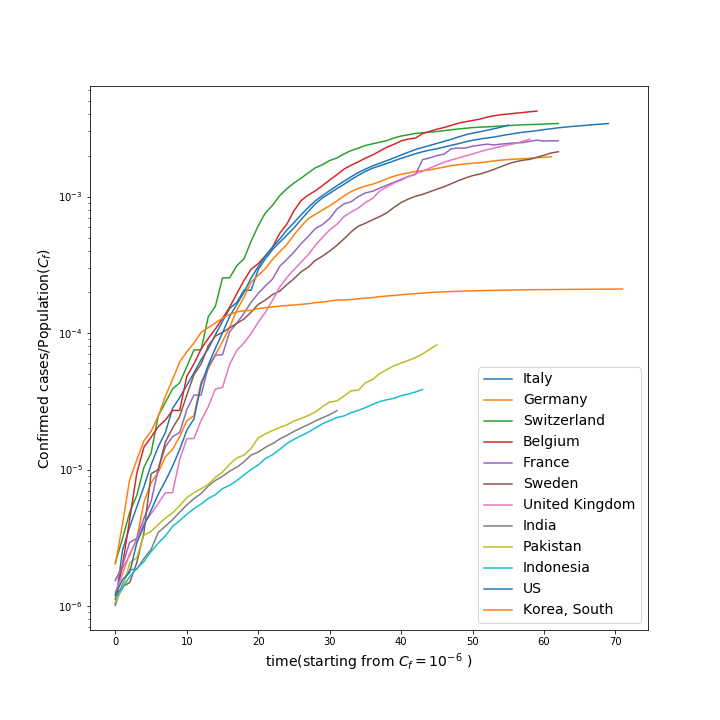 Confirmed cases/Population(C_f)
10^{-3}
10^{-4}
10^{-5}
10^{-6}
0 10 20 30 40 50 60 70
time(starting from C_f = 10^{-6} )
Italy
Germany
Switzerland
Belgium
France
Sweden
United Kingdom
India
Pakistan
Indonesia
US
Korea, South